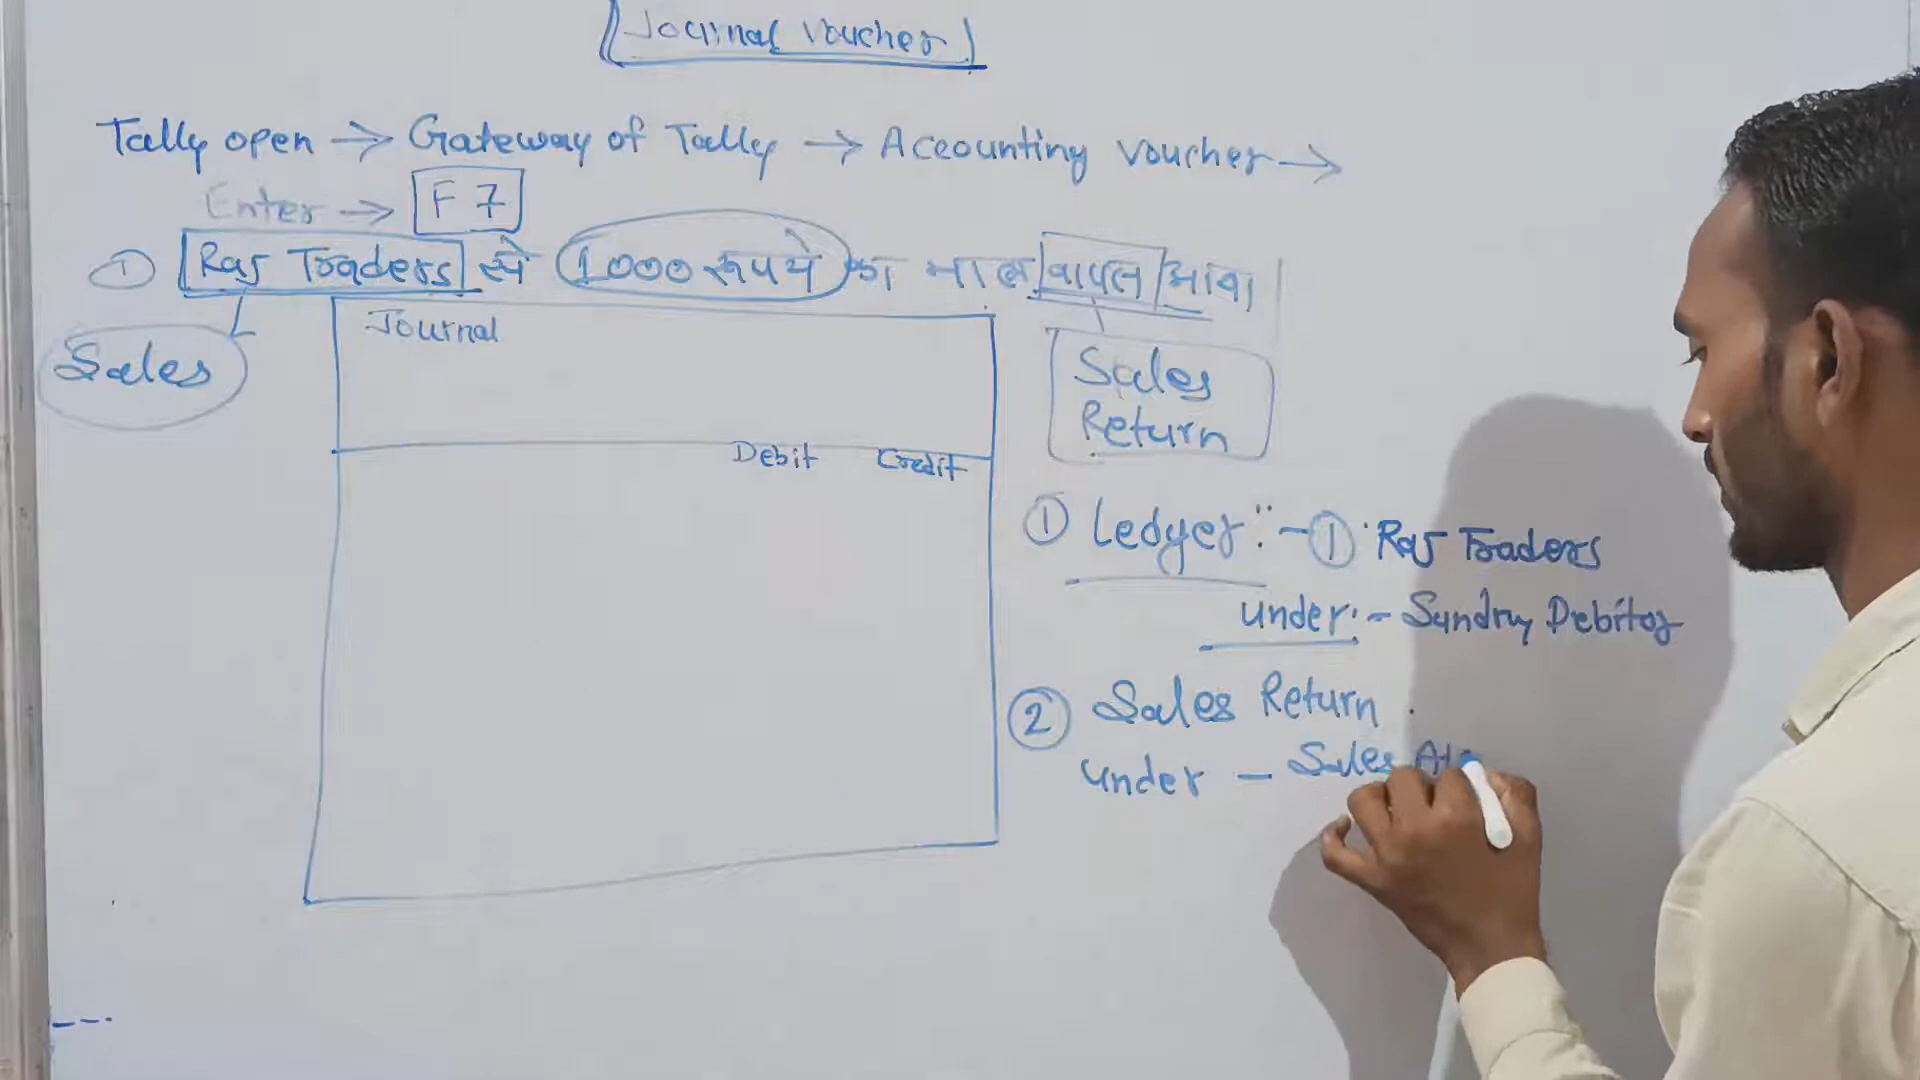 Journal Voucher
Tally open → Gateway of Tally → Accounting Voucher →
Enter → F7
① Raj Traders से 1000 रूपये का माल वापस आया
Sales
Journal
Debit Credit
Sales
Return
① Ledger :- ① Raj Traders
under :- Sundry Debitos
② Sales Return
under - Sales